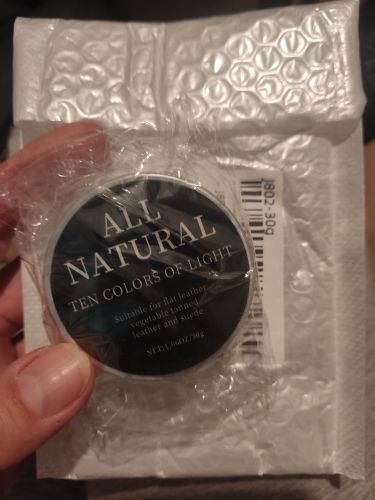 ALL
NATURAL
TEN COLORS OF LIGHT
Suitable for flat leather
vegetable tanned
leather and suede
NET:1.06OZ/30g
J802-30g